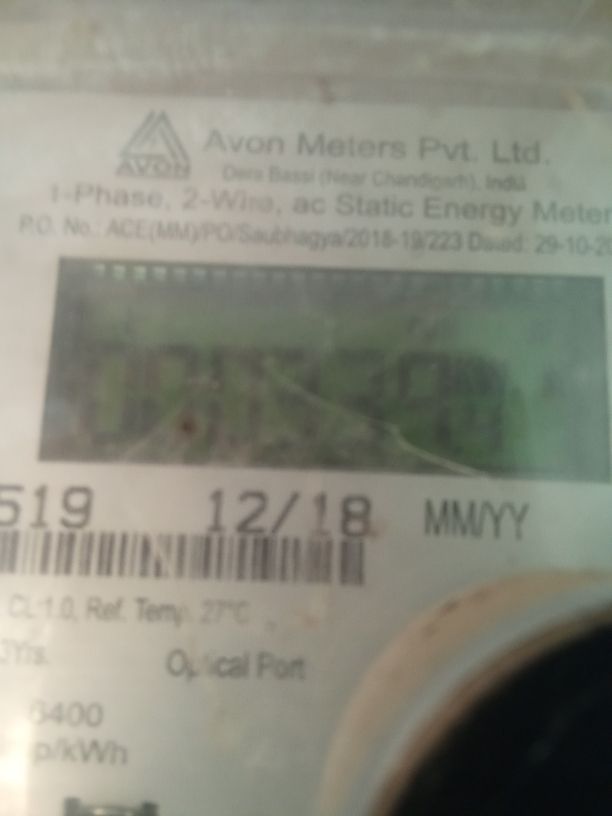 Avon Meters Pvt. Ltd.
AVON
Dera Bassi (Near Chandigarh), India
1-Phase, 2-Wire, ac Static Energy Meter
P.O. No.: ACE(MM)/PO/Saubhagya/2018-19/223 Dated: 29-10-20
519 12/18 MM/YY
CL 1.0, Ref. Temp. 27°C
Yrs. Optical Port
6400
p/kWh